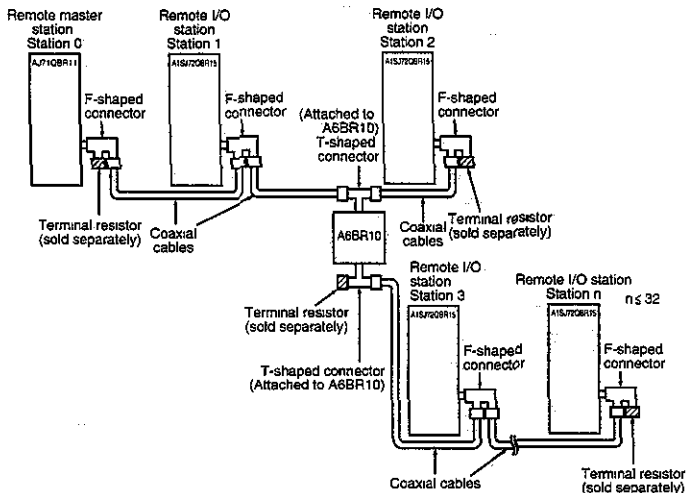 Remote master
station
Station 0
AJ71QBR11
F-shaped
connector
Remote I/O
station
Station 1
A1SJ72QBR15
F-shaped
connector
(Attached to
A6BR10)
T-shaped
connector
Remote I/O
station
Station 2
A1SJ72QBR15
F-shaped
connector
Terminal resistor
(sold separately)
Coaxial
cables
A6BR10
Coaxial
cables
Terminal resistor
(sold separately)
Terminal resistor
(sold separately)
T-shaped connector
(Attached to A6BR10)
Remote I/O
station
Station 3
A1SJ72QBR15
F-shaped
connector
Remote I/O station
Station n
n≤ 32
A1SJ72QBR15
F-shaped
connector
Coaxial cables
Terminal resistor
(sold separately)